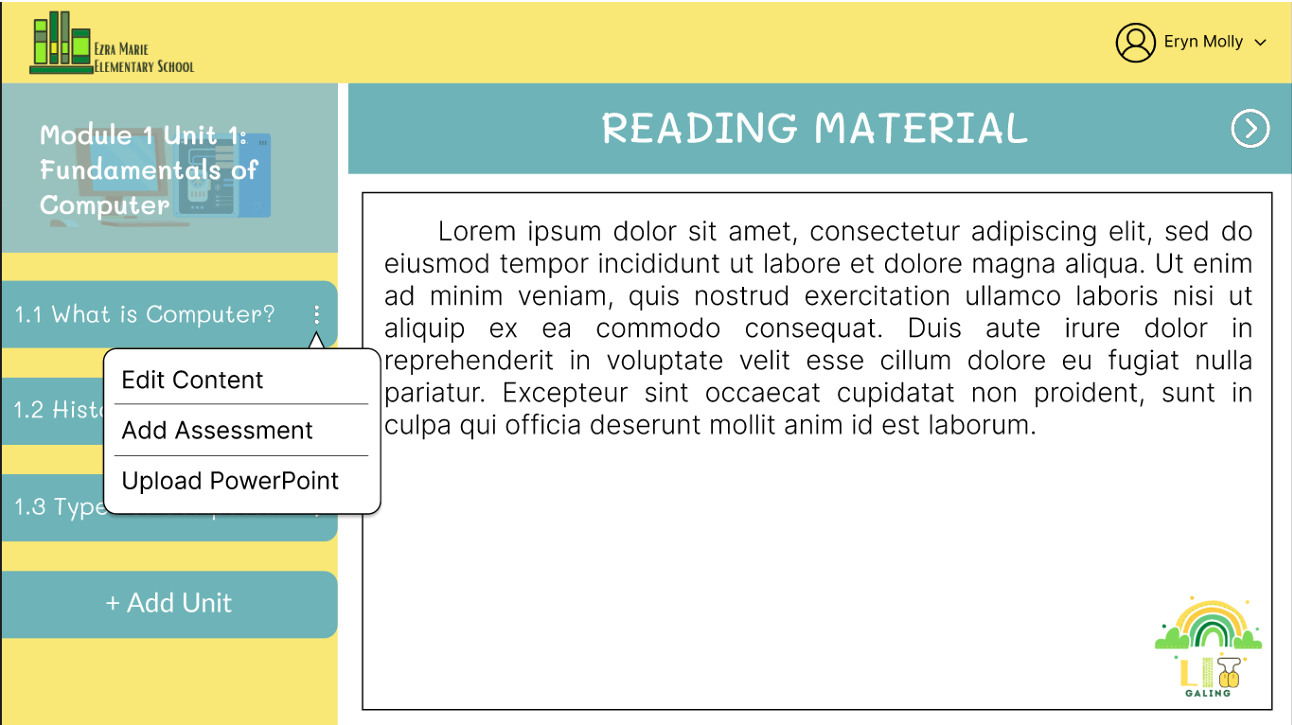 Ezra Marie
Elementary School
Eryn Molly
Module 1 Unit 1:
Fundamentals of
Computer
READING MATERIAL
1.1 What is Computer?
Edit Content
Add Assessment
Upload PowerPoint
1.2
1.3
+ Add Unit
Lorem ipsum dolor sit amet, consectetur adipiscing elit, sed do
eiusmod tempor incididunt ut labore et dolore magna aliqua. Ut enim
ad minim veniam, quis nostrud exercitation ullamco laboris nisi ut
aliquip ex ea commodo consequat. Duis aute irure dolor in
reprehenderit in voluptate velit esse cillum dolore eu fugiat nulla
pariatur. Excepteur sint occaecat cupidatat non proident, sunt in
culpa qui officia deserunt mollit anim id est laborum.
LIT
GALING